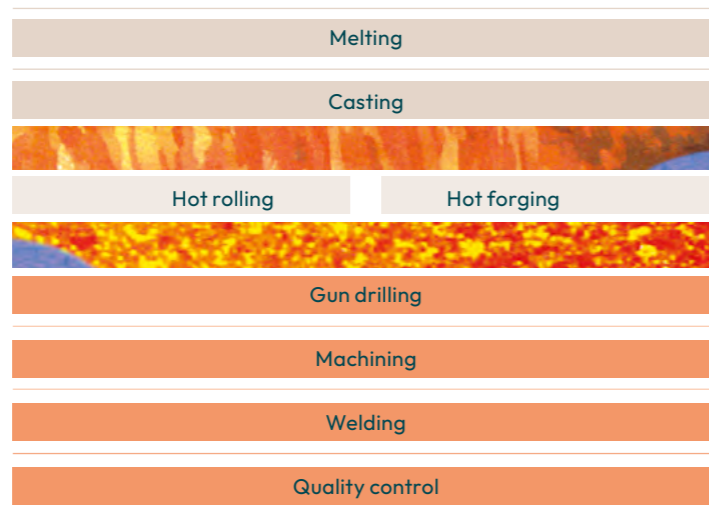 Melting
Casting
Hot rolling
Hot forging
Gun drilling
Machining
Welding
Quality control